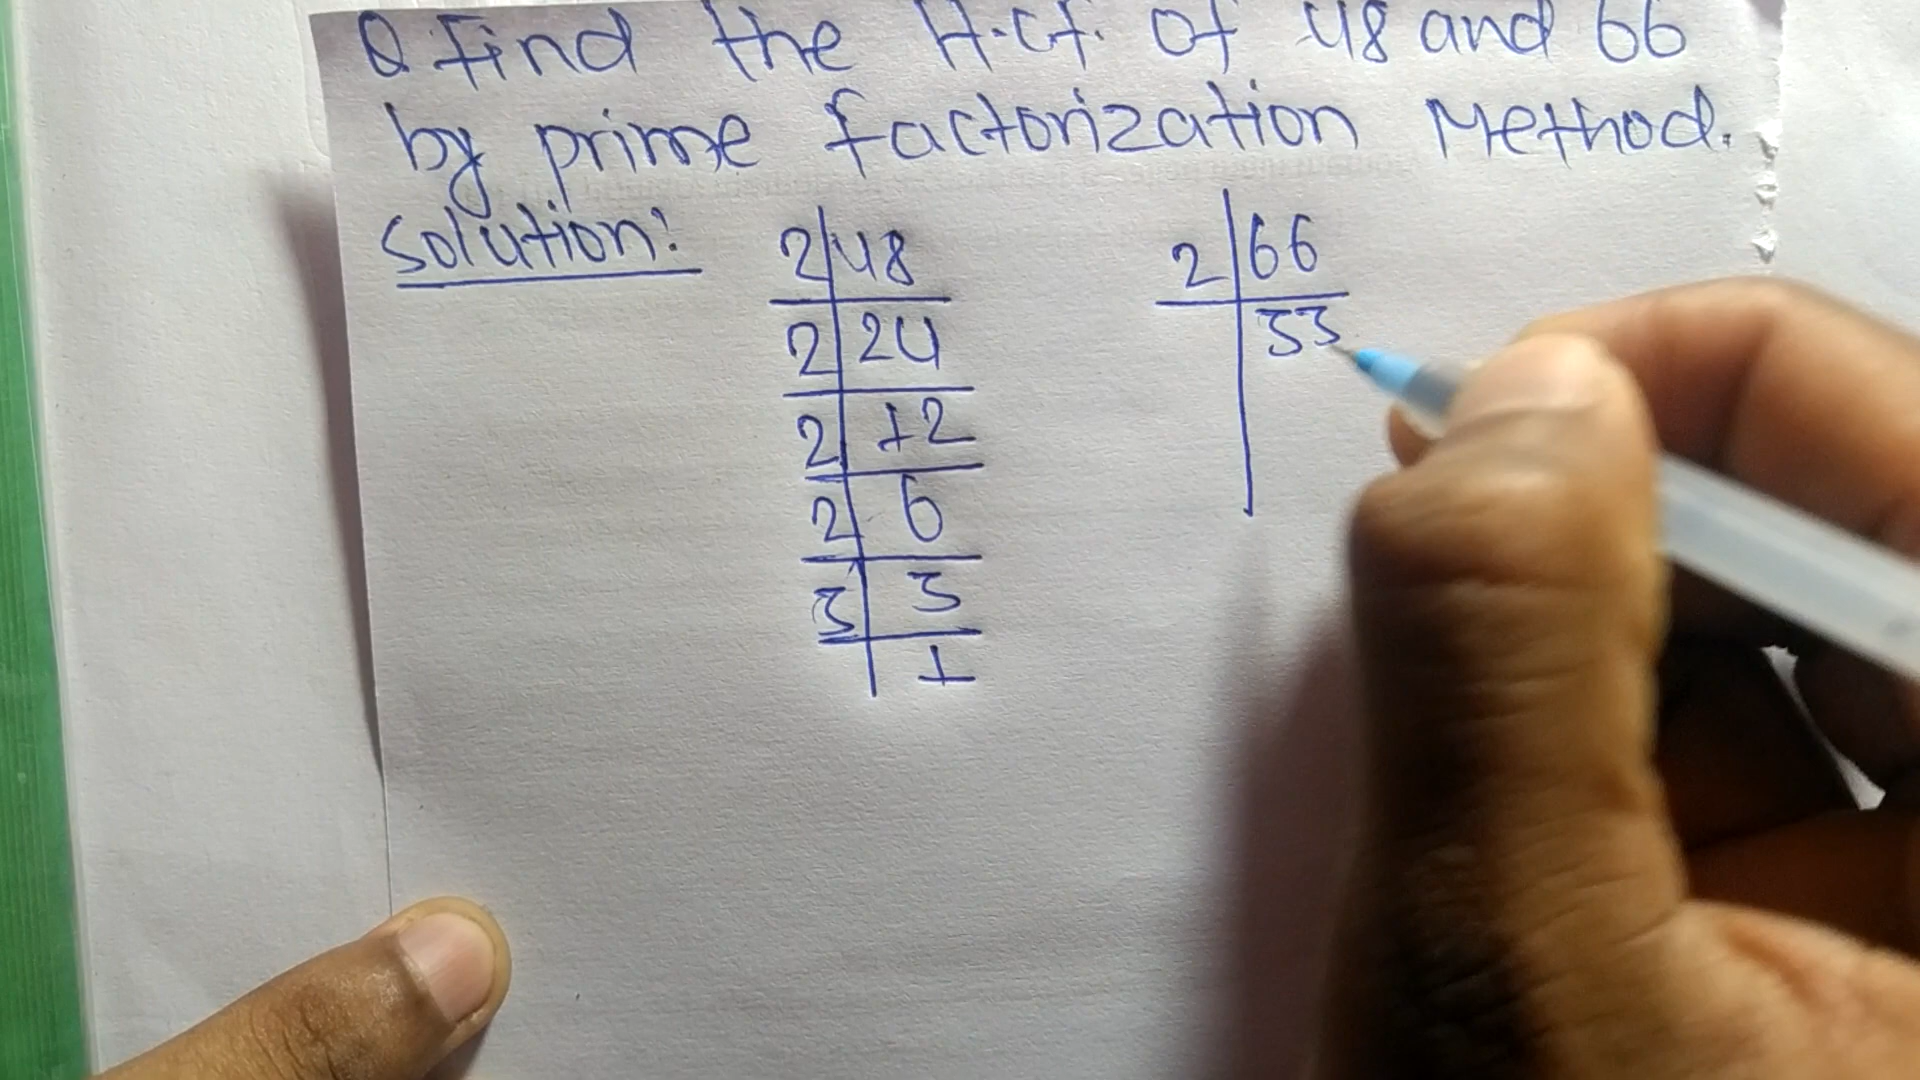 Q. Find the H.C.f. of 48 and 66
by prime factorization Method.
Solution:
2 48
2 24
2 12
2 6
3 3
1
2 66
33